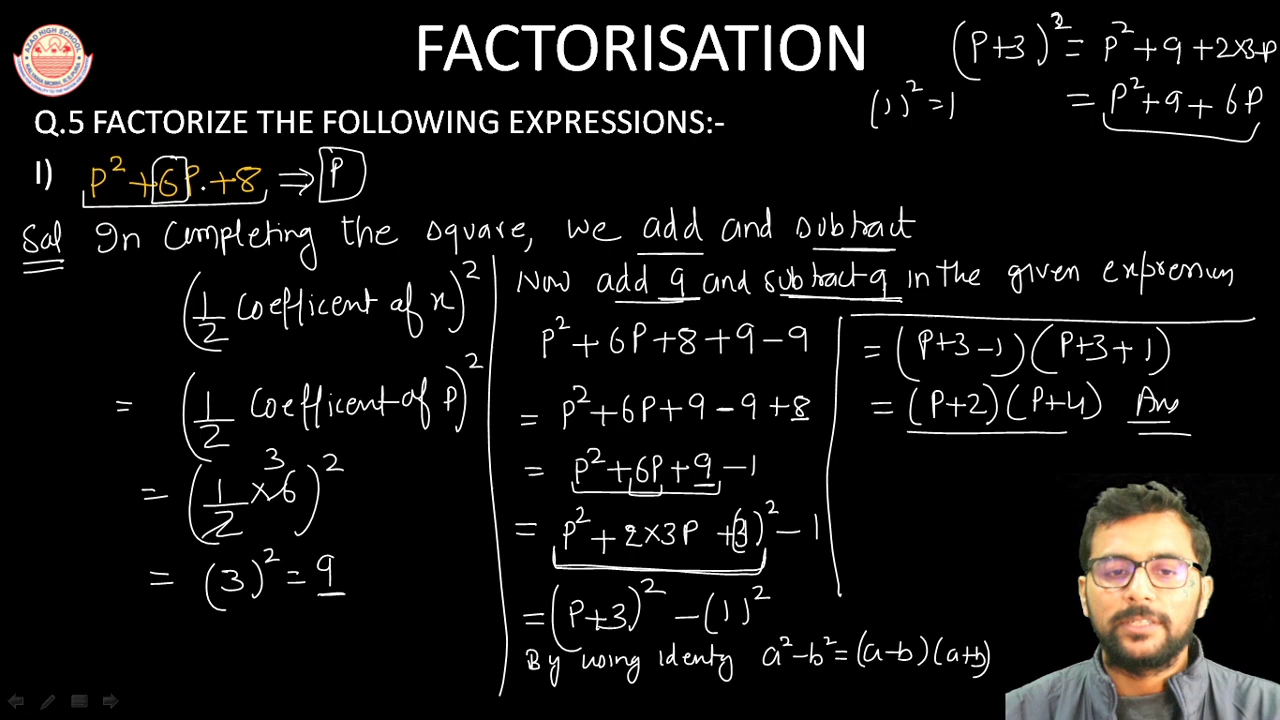 FACTORISATION
(P+3)² = P²+9+2×3×P
= P²+9+6P
(1)²=1
AZAD HIGH SCHOOL
Q.5 FACTORIZE THE FOLLOWING EXPRESSIONS:-
I) P²+6P+8 ⇒ P
Sol In Completing the square, we add and subtract
(1/2 Coefficent of x)²
= (1/2 Coefficent of P)²
= (1/2 × 6)² 3
= (3)² = 9
Now add 9 and subtract 9 in the given expression
P²+6P+8+9-9
= P²+6P+9-9+8
= P²+6P+9-1
= P²+2×3P+(3)²-1
= (P+3)²-(1)²
By using identy a²-b²=(a-b)(a+b)
= (P+3-1)(P+3+1)
= (P+2)(P+4) Ans